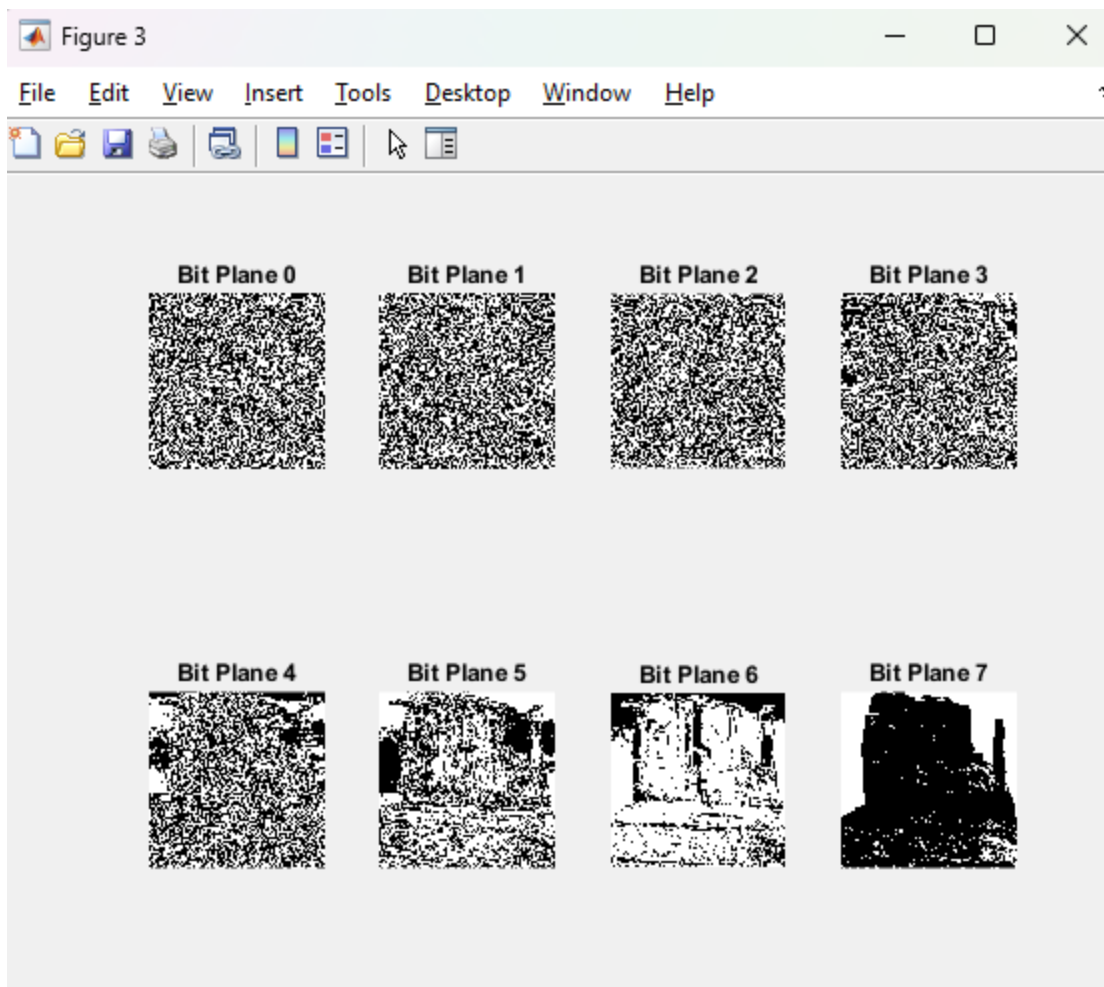 Figure 3
File Edit View Insert Tools Desktop Window Help
Bit Plane 0 Bit Plane 1 Bit Plane 2 Bit Plane 3
Bit Plane 4 Bit Plane 5 Bit Plane 6 Bit Plane 7